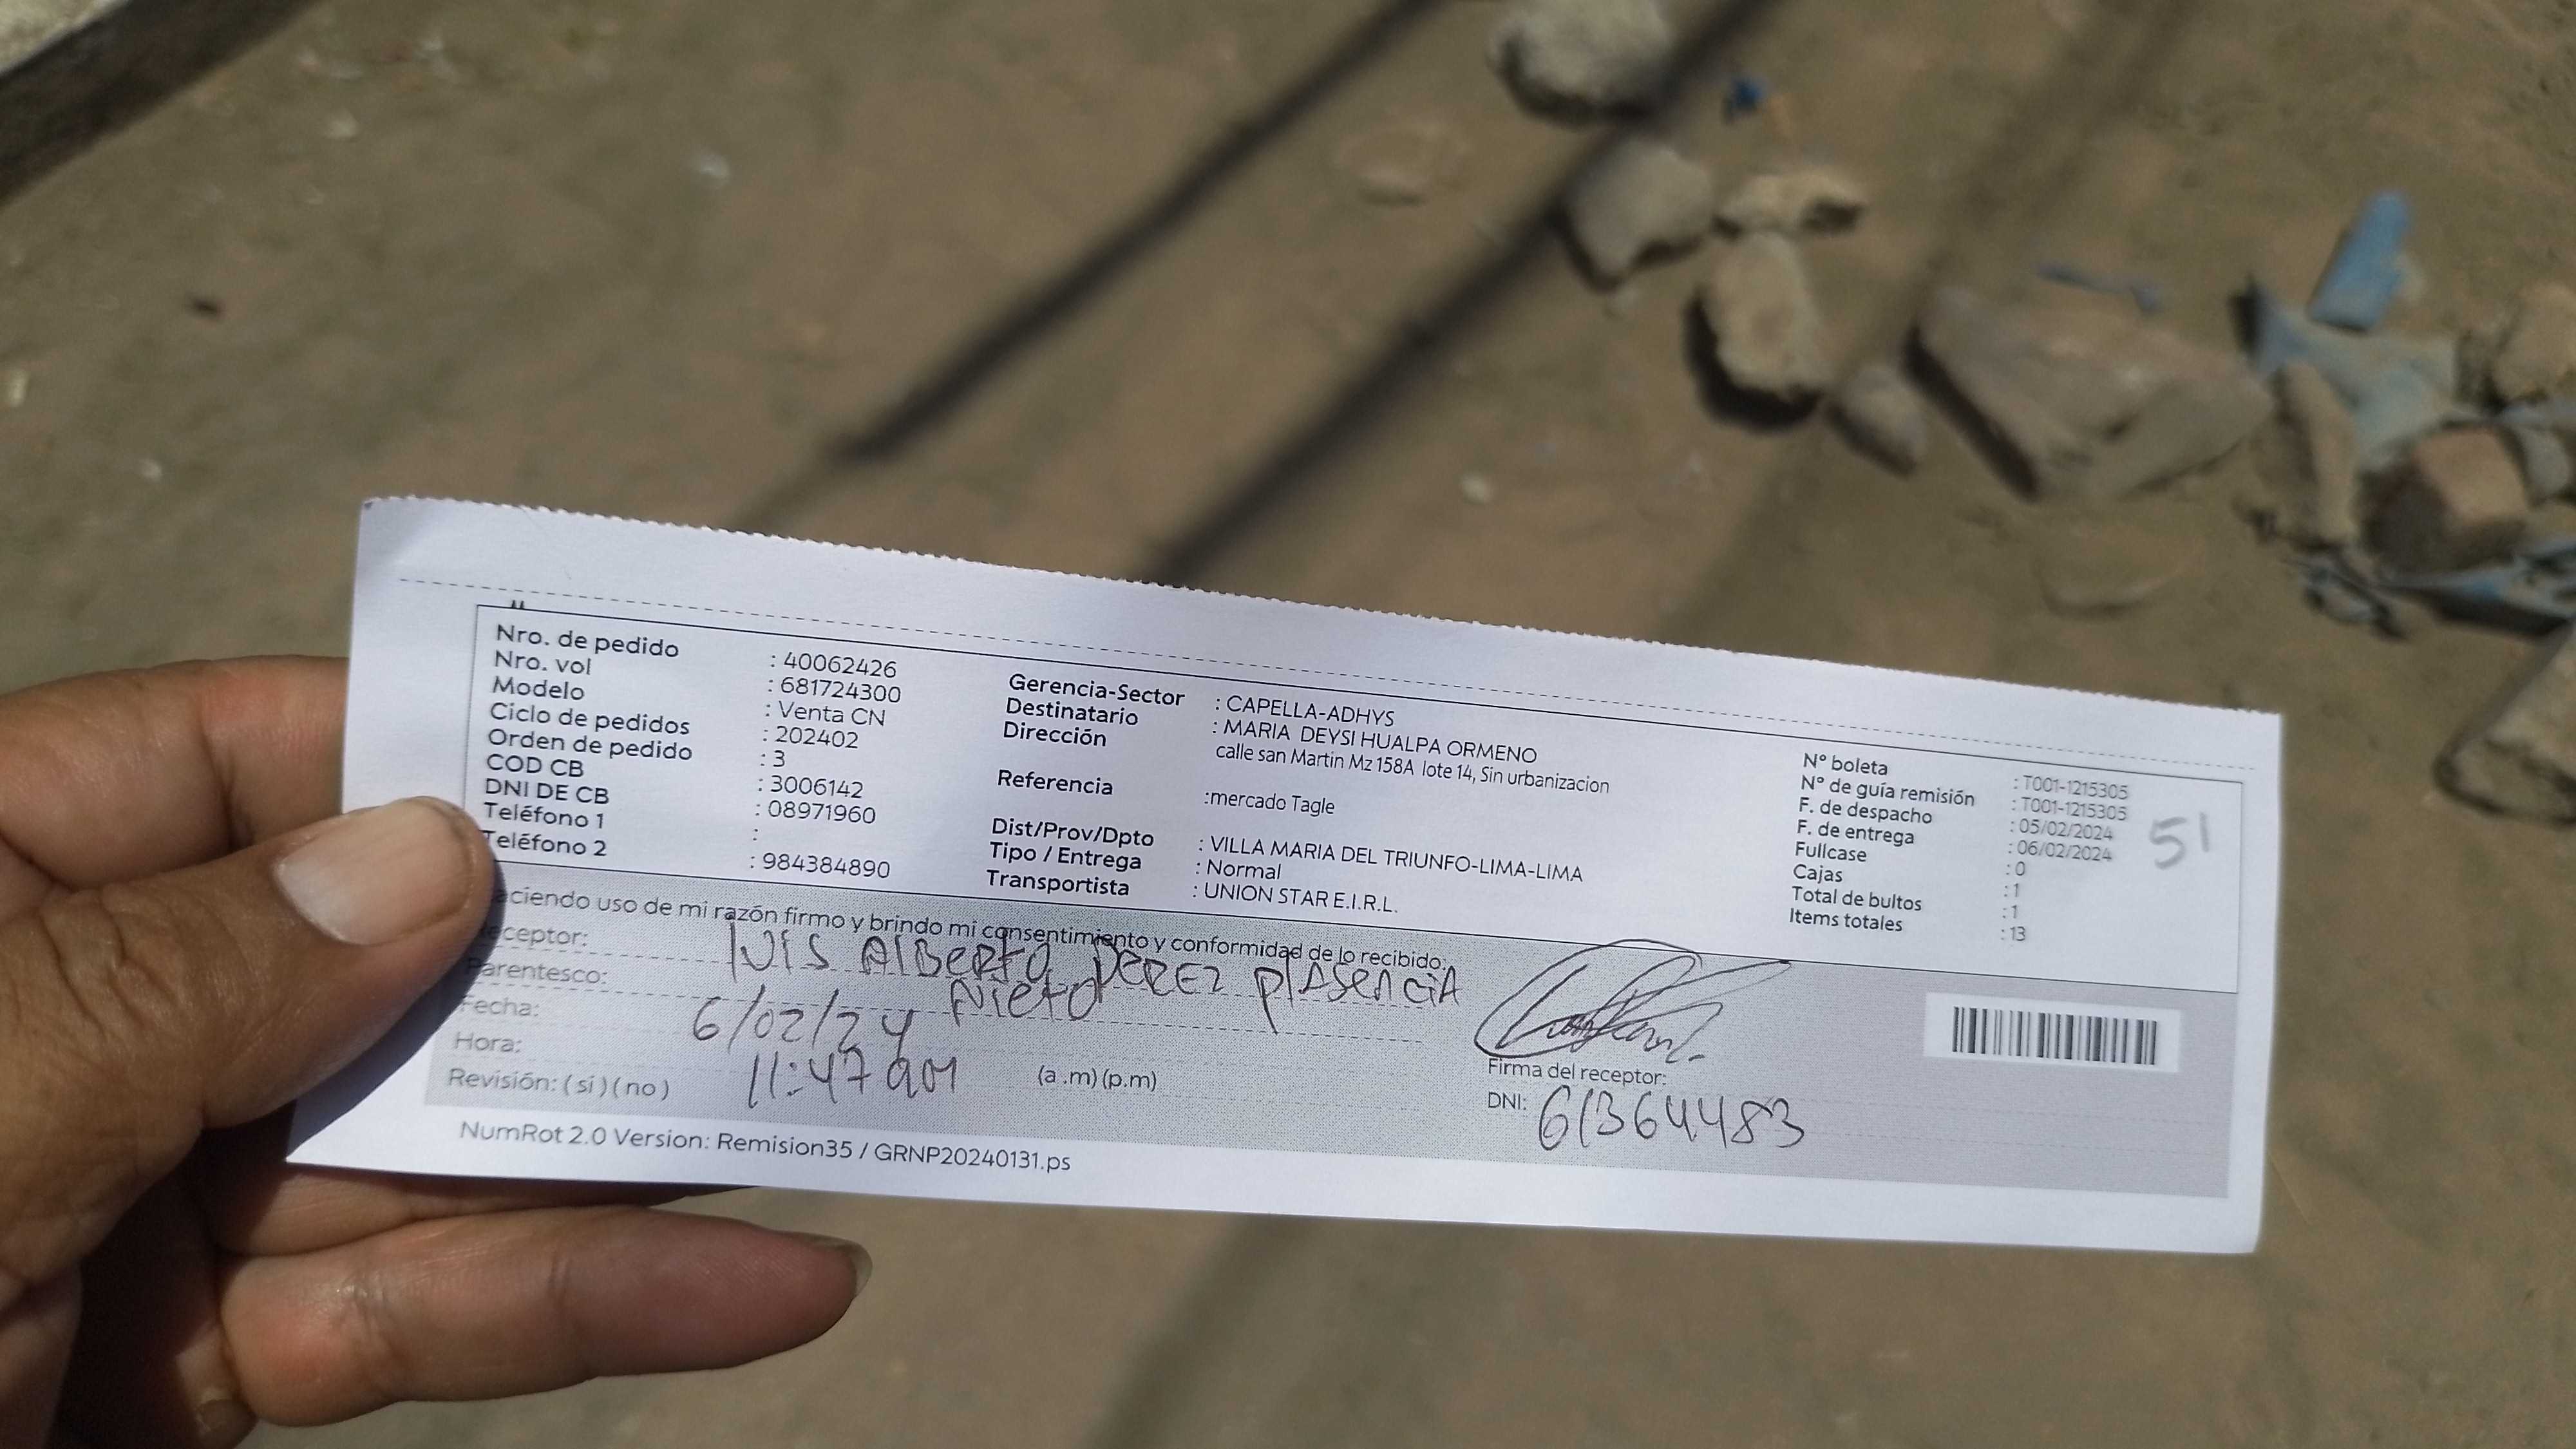 Nro. de pedido : 40062426
Nro. vol : 681724300
Modelo : Venta CN
Ciclo de pedidos : 202402
Orden de pedido : 3
COD CB : 3006142
DNI DE CB : 08971960
Teléfono 1 :
Teléfono 2 : 984384890
Gerencia-Sector : CAPELLA-ADHYS
Destinatario : MARIA DEYSI HUALPA ORMENO
Dirección calle san Martin Mz 158A lote 14, Sin urbanizacion
Referencia :mercado Tagle
Dist/Prov/Dpto : VILLA MARIA DEL TRIUNFO-LIMA-LIMA
Tipo / Entrega : Normal
Transportista : UNION STAR E.I.R.L.
N° boleta : T001-1215305
N° de guía remisión : T001-1215305
F. de despacho : 05/02/2024
F. de entrega : 06/02/2024
Fullcase : 0
Cajas : 1
Total de bultos : 1
Items totales : 13
51
aciendo uso de mi razón firmo y brindo mi consentimiento y conformidad de lo recibido:
eceptor: luis Alberto PEREZ plAsenciA
Parentesco: Nieto
Fecha: 6/02/24
Hora: 11:47 am (a .m) (p.m)
Revisión: ( si ) ( no )
Firma del receptor:
DNI: 61364483
NumRot 2.0 Version: Remision35 / GRNP20240131.ps